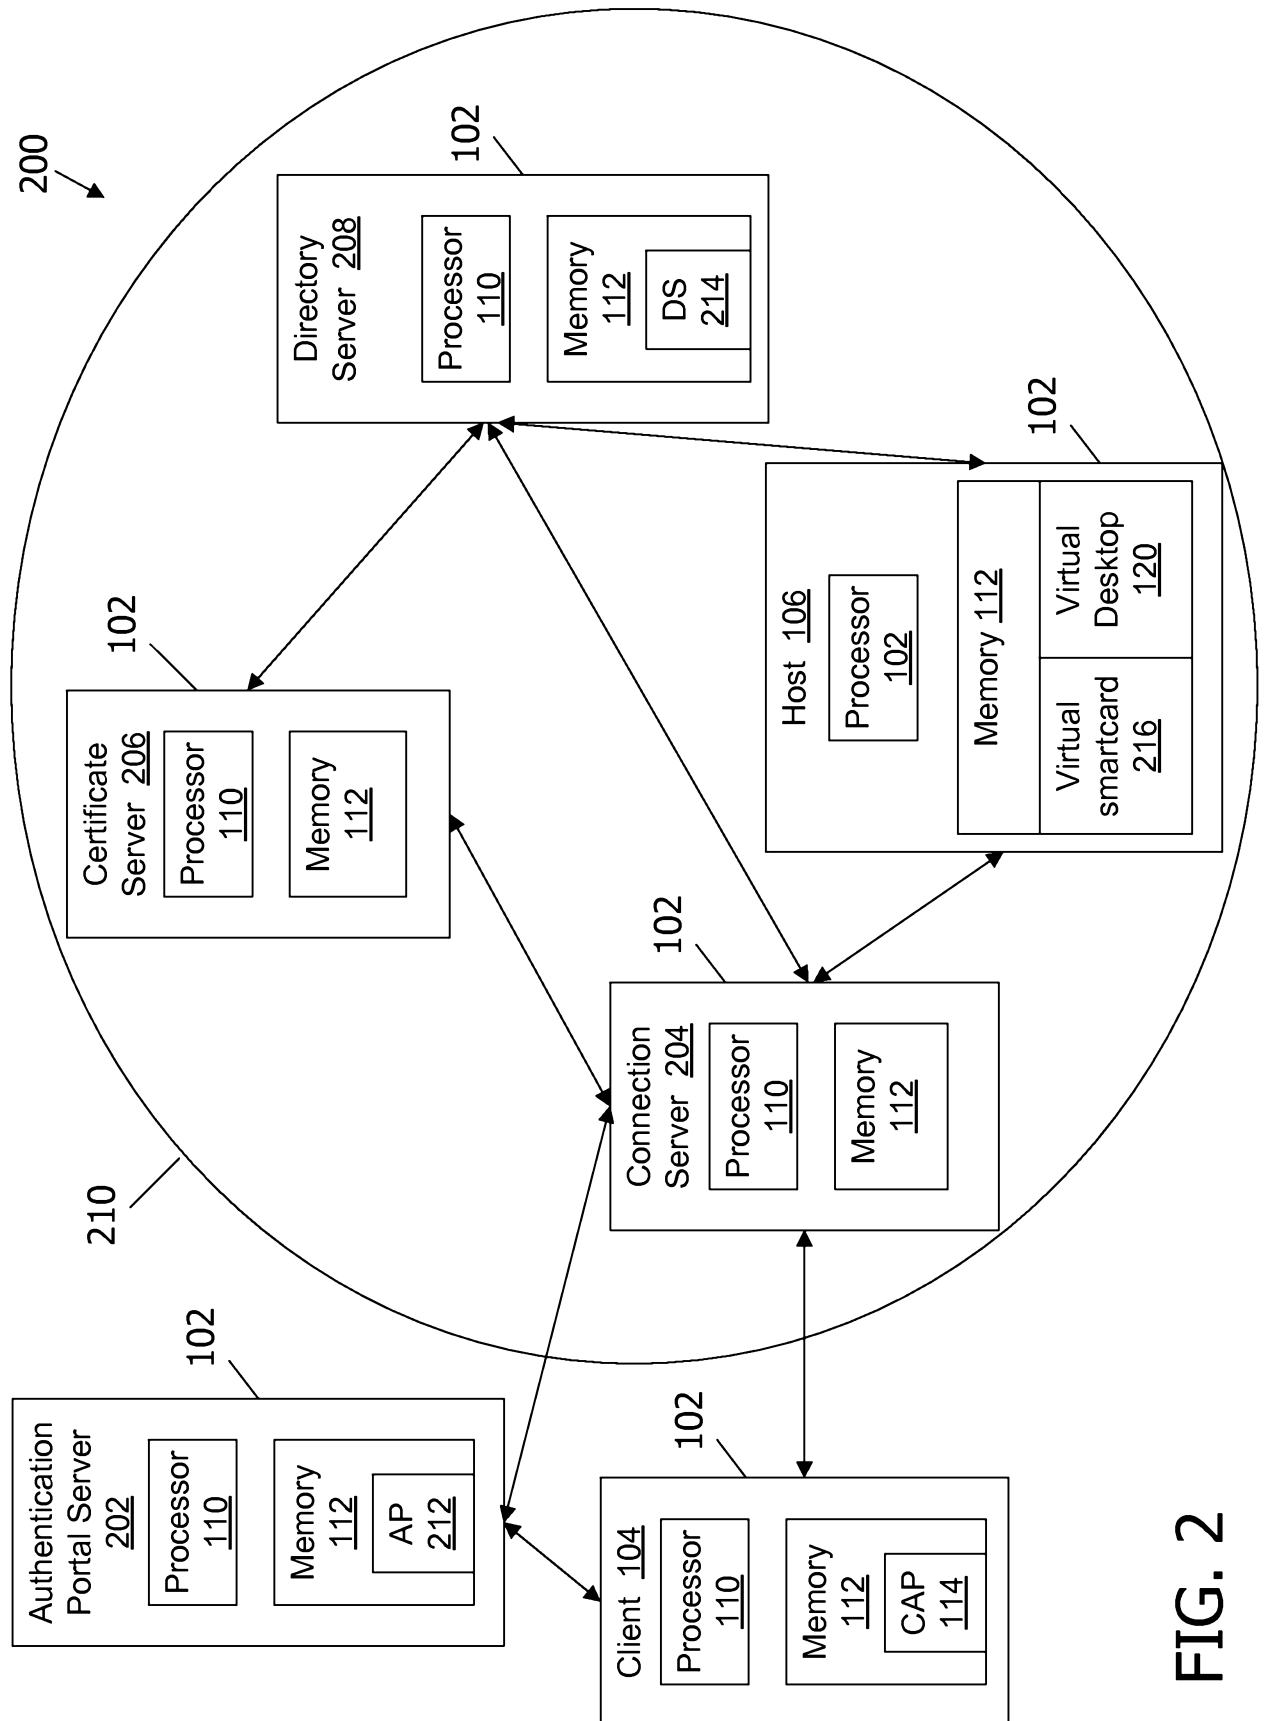 200
210
Authentication
Portal Server
202
102
Processor
110
Memory
112
AP
212
Client 104
102
Processor
110
Memory
112
CAP
114
Certificate
Server 206
102
Processor
110
Memory
112
Connection
Server 204
102
Processor
110
Memory
112
Directory
Server 208
102
Processor
110
Memory
112
DS
214
Host 106
102
Processor
102
Memory 112
Virtual
smartcard
216
Virtual
Desktop
120
FIG. 2